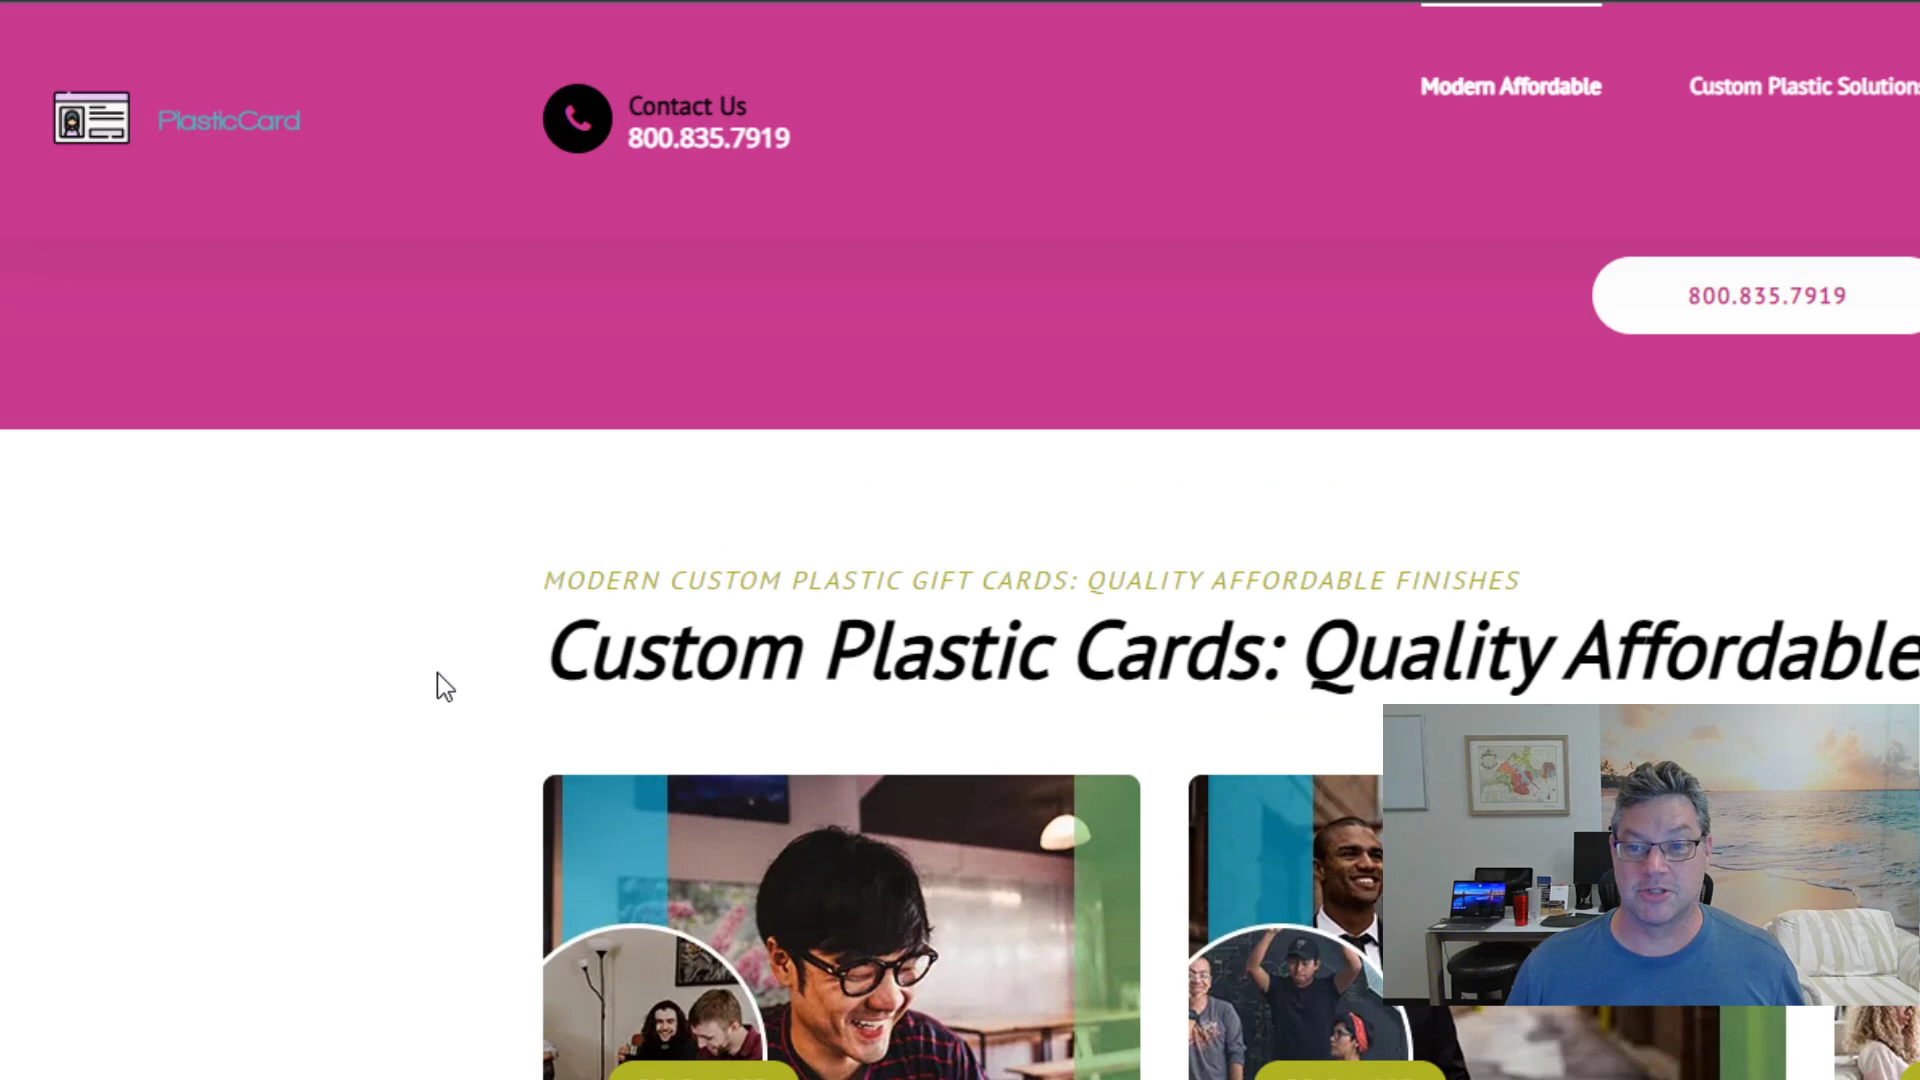 PlasticCard
Contact Us
800.835.7919
Modern Affordable
Custom Plastic Solutions
800.835.7919
MODERN CUSTOM PLASTIC GIFT CARDS: QUALITY AFFORDABLE FINISHES
Custom Plastic Cards: Quality Affordable